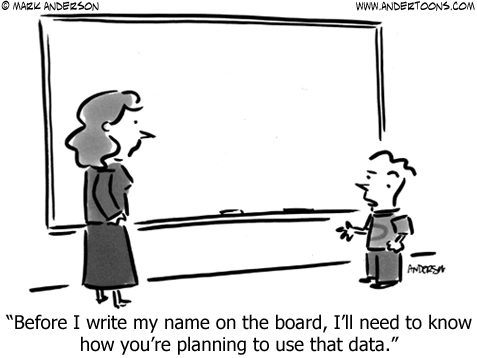 © MARK ANDERSON
WWW.ANDERTOONS.COM
ANDERSON
“Before I write my name on the board, I’ll need to know
how you’re planning to use that data.”